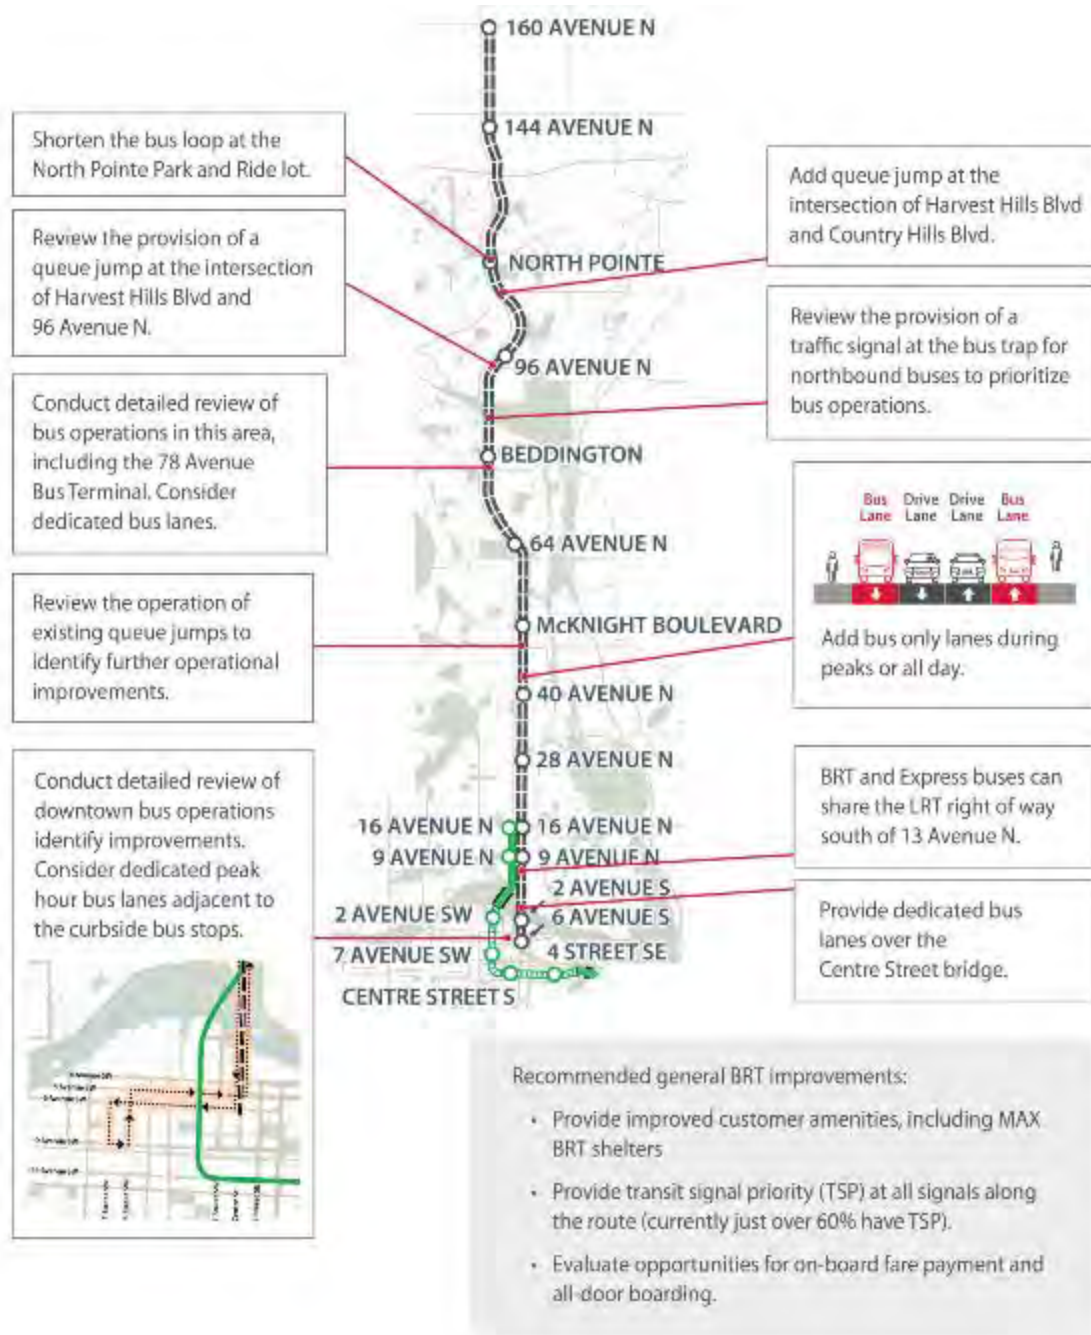 160 AVENUE N
144 AVENUE N
Shorten the bus loop at the
North Pointe Park and Ride lot.
Add queue jump at the
intersection of Harvest Hills Blvd
and Country Hills Blvd.
Review the provision of a
queue jump at the intersection
of Harvest Hills Blvd and
96 Avenue N.
NORTH POINTE
Review the provision of a
traffic signal at the bus trap for
northbound buses to prioritize
bus operations.
96 AVENUE N
Conduct detailed review of
bus operations in this area,
including the 78 Avenue
Bus Terminal. Consider
dedicated bus lanes.
BEDDINGTON
64 AVENUE N
Bus Drive Drive Bus
Lane Lane Lane Lane
Add bus only lanes during
peaks or all day.
Review the operation of
existing queue jumps to
identify further operational
improvements.
McKNIGHT BOULEVARD
40 AVENUE N
28 AVENUE N
Conduct detailed review of
downtown bus operations
identify improvements.
Consider dedicated peak
hour bus lanes adjacent to
the curbside bus stops.
BRT and Express buses can
share the LRT right of way
south of 13 Avenue N.
16 AVENUE N 16 AVENUE N
9 AVENUE N 9 AVENUE N
2 AVENUE S
2 AVENUE SW 6 AVENUE S
7 AVENUE SW 4 STREET SE
CENTRE STREET S
Provide dedicated bus
lanes over the
Centre Street bridge.
Recommended general BRT improvements:
• Provide improved customer amenities, including MAX
BRT shelters
• Provide transit signal priority (TSP) at all signals along
the route (currently just over 60% have TSP).
• Evaluate opportunities for on-board fare payment and
all-door boarding.